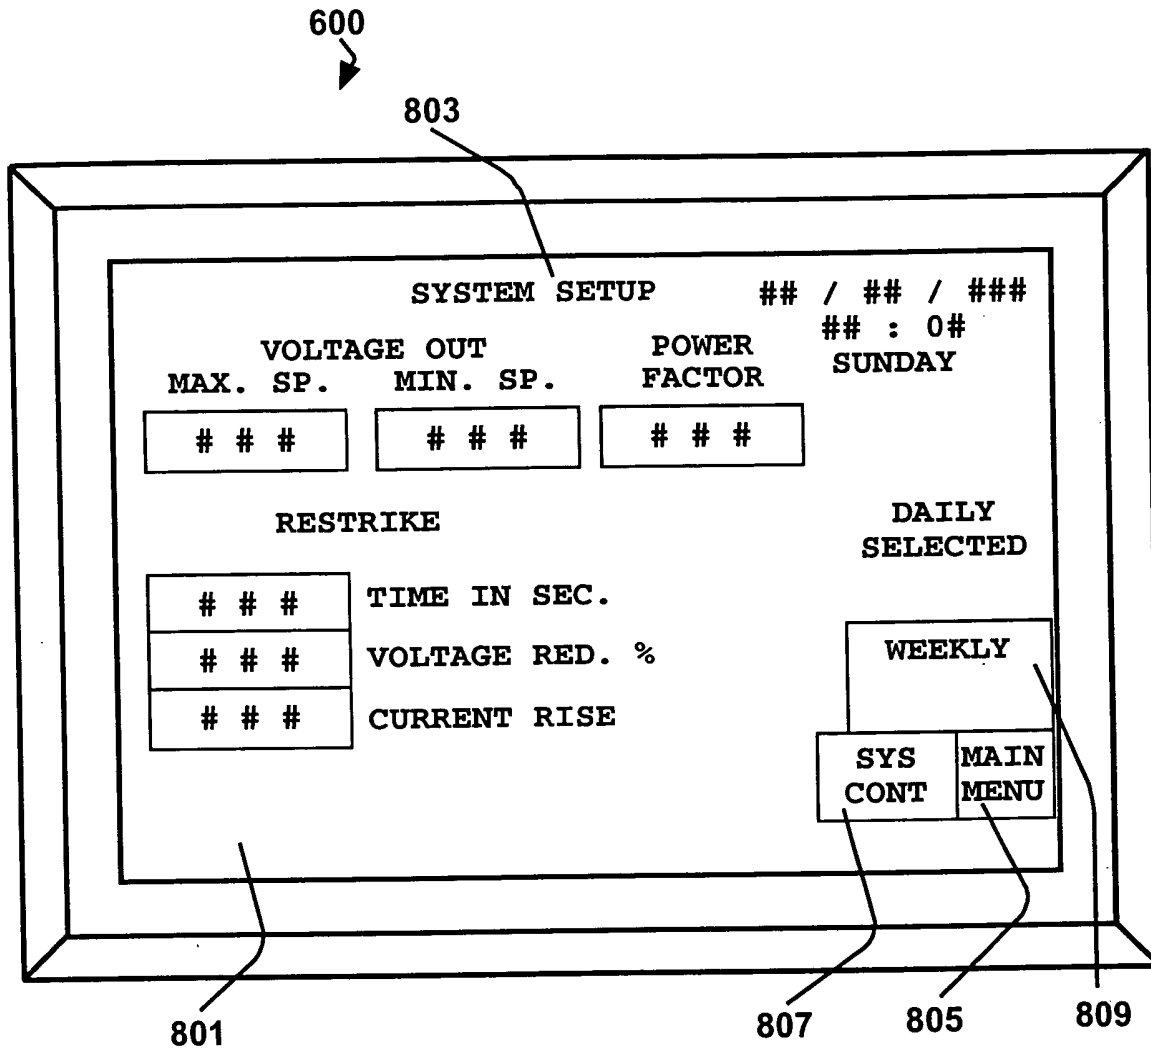 600
803
SYSTEM SETUP ## / ## / ###
## : 0#
SUNDAY
VOLTAGE OUT
MAX. SP. MIN. SP.
POWER
FACTOR
# # # # # # # # #
RESTRIKE
DAILY
SELECTED
# # # TIME IN SEC.
# # # VOLTAGE RED. %
# # # CURRENT RISE
WEEKLY
SYS
CONT
MAIN
MENU
801
807
805
809